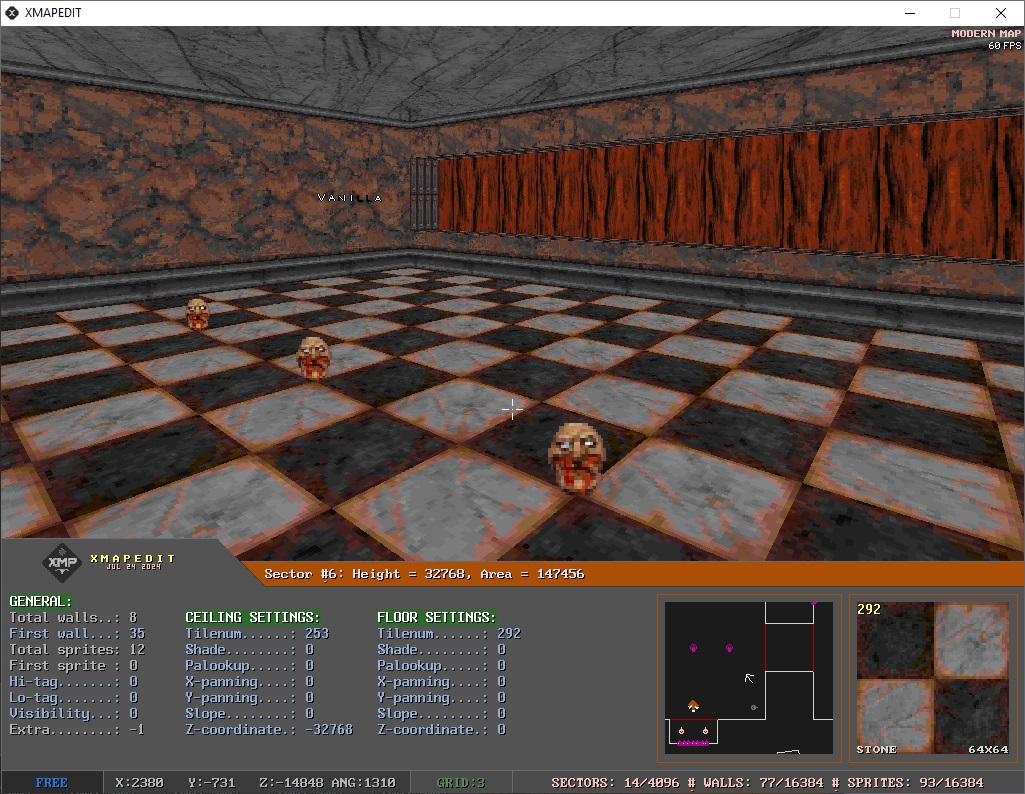 XMAPEDIT
MODERN MAP
60 FPS
VANILLA
XMP
XMAPEDIT
JUL 24 2024
Sector #6: Height = 32768, Area = 147456
GENERAL:
Total walls..: 8
First wall...: 35
Total sprites: 12
First sprite : 0
Hi-tag.......: 0
Lo-tag.......: 0
Visibility...: 0
Extra........: -1
CEILING SETTINGS:
Tilenum......: 253
Shade........: 0
Palookup.....: 0
X-panning....: 0
Y-panning....: 0
Slope........: 0
Z-coordinate.: -32768
FLOOR SETTINGS:
Tilenum......: 292
Shade........: 0
Palookup.....: 0
X-panning....: 0
Y-panning....: 0
Slope........: 0
Z-coordinate.: 0
292
STONE 64X64
FREE X:2380 Y:-731 Z:-14848 ANG:1310 GRID:3 SECTORS: 14/4096 # WALLS: 77/16384 # SPRITES: 93/16384